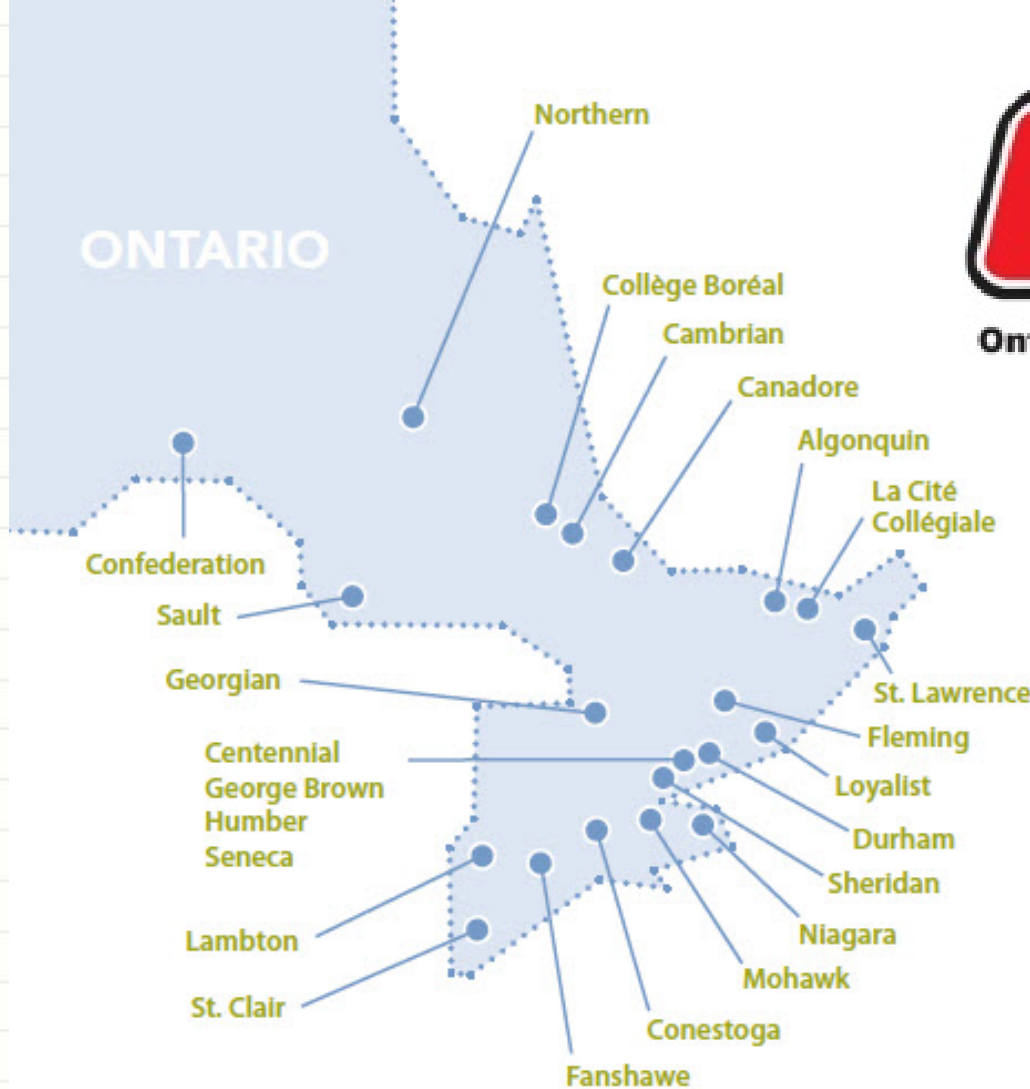 Northern
ONTARIO
Collège Boréal
Cambrian
Canadore
Algonquin
La Cité
Collégiale
Confederation
Sault
Georgian
St. Lawrence
Fleming
Centennial
George Brown
Humber
Seneca
Loyalist
Durham
Sheridan
Lambton
Niagara
Mohawk
St. Clair
Conestoga
Fanshawe